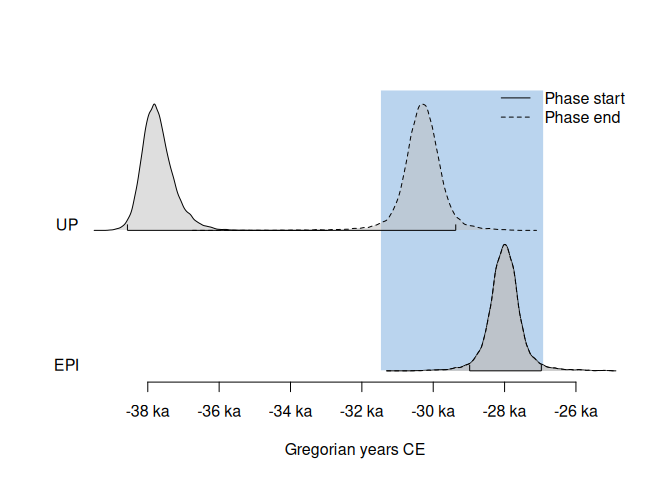 Phase start
Phase end
UP
EPI
-38 ka -36 ka -34 ka -32 ka -30 ka -28 ka -26 ka
Gregorian years CE